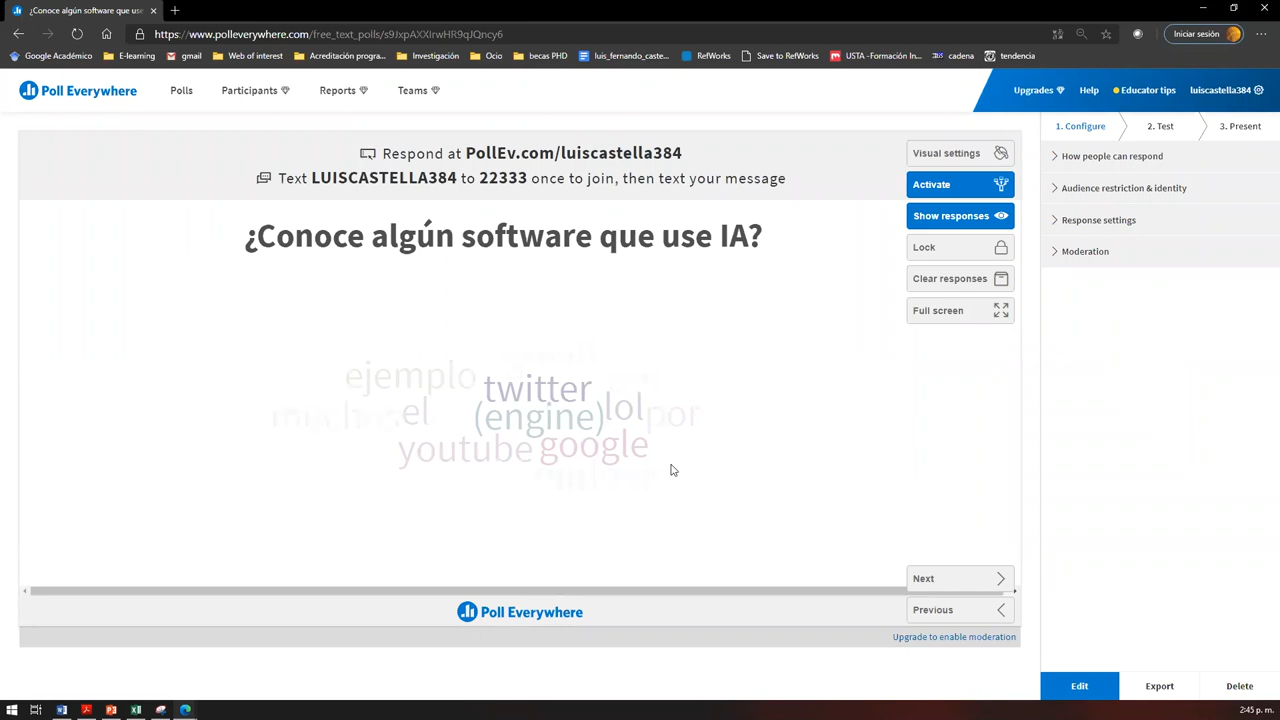 ¿Conoce algún software que use
https://www.polleverywhere.com/free_text_polls/s9JxpAXXIrwHR9qJQncy6
Iniciar sesión
Google Académico
E-learning
gmail
Web of interest
Acreditación progra...
Investigación
Ocio
becas PHD
luis_fernando_caste...
RefWorks
Save to RefWorks
USTA -Formación In...
cadena
tendencia
Poll Everywhere
Polls
Participants
Reports
Teams
Upgrades
Help
Educator tips
luiscastella384
1. Configure
2. Test
3. Present
Respond at PollEv.com/luiscastella384
Text LUISCASTELLA384 to 22333 once to join, then text your message
¿Conoce algún software que use IA?
Visual settings
Activate
Show responses
Lock
Clear responses
Full screen
How people can respond
Audience restriction & identity
Response settings
Moderation
ejemplo
twitter
el
(engine)
lol
por
youtube
google
Next
Previous
Poll Everywhere
Upgrade to enable moderation
Edit
Export
Delete
2:45 p. m.